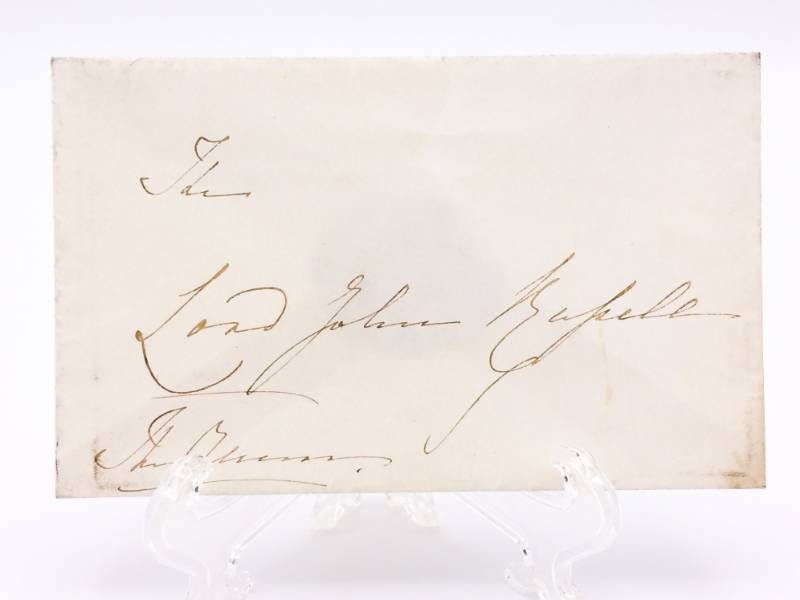 The
Lord John Russell
The Queen.